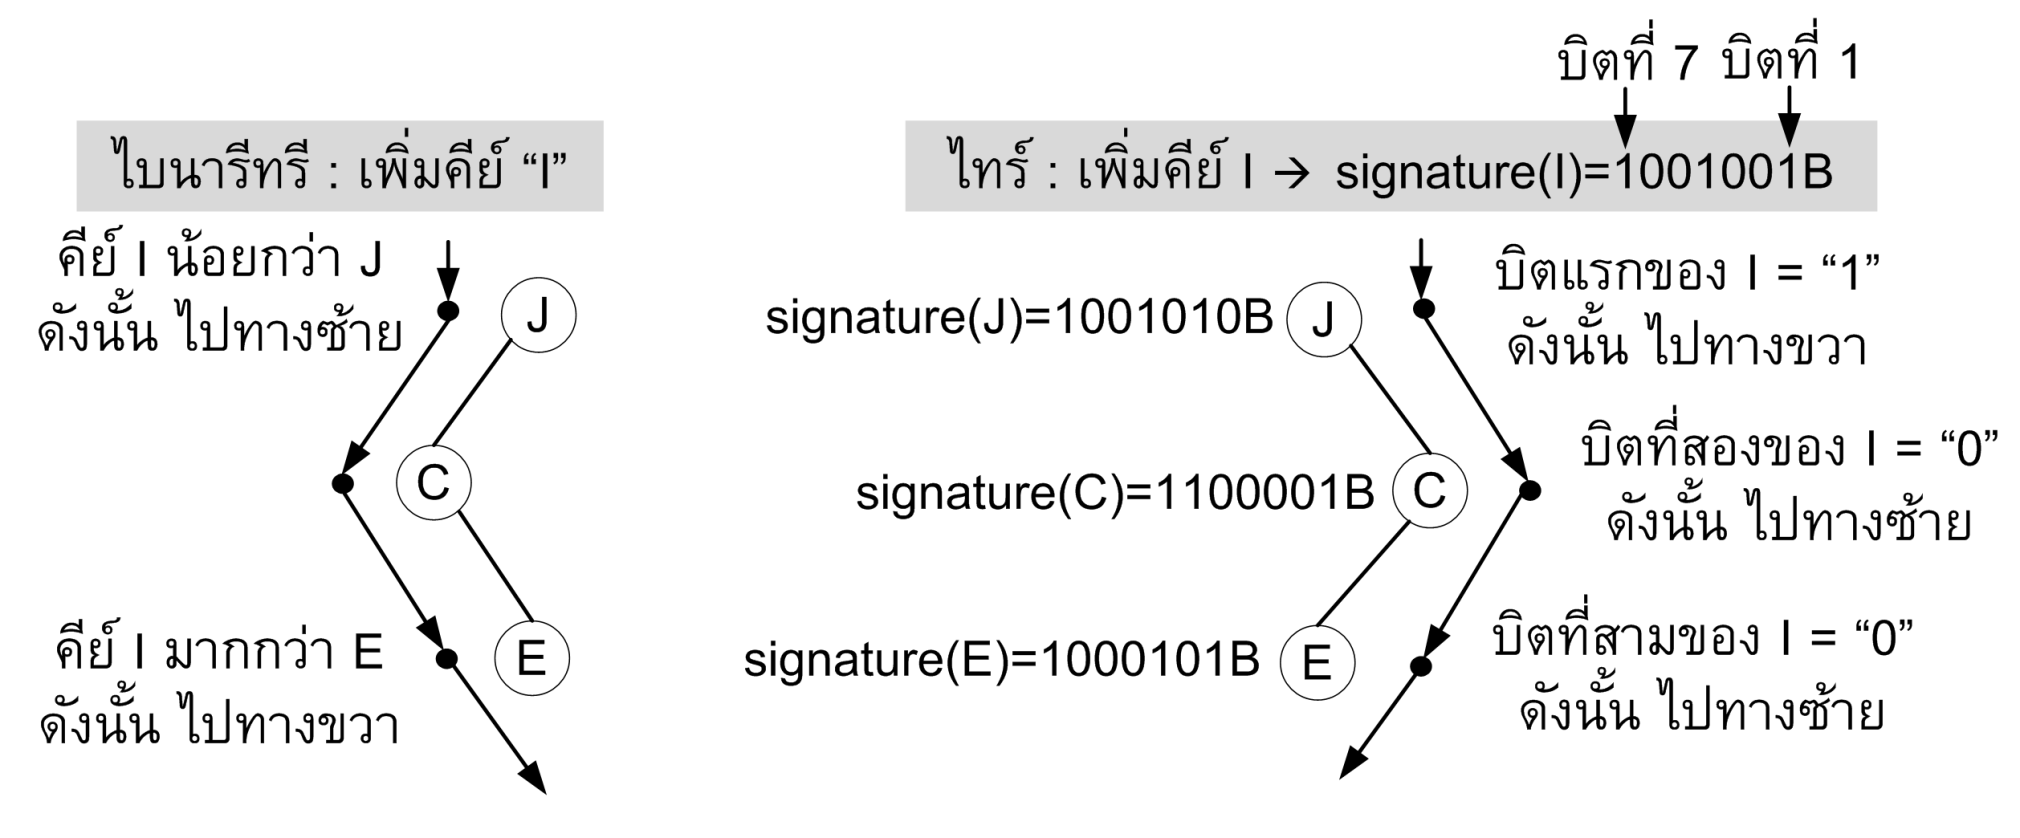 ไบนารีทรี : เพิ่มคีย์ “I”
คีย์ I น้อยกว่า J
ดังนั้น ไปทางซ้าย
J
C
คีย์ I มากกว่า E
ดังนั้น ไปทางขวา
E
บิตที่ 7 บิตที่ 1
ไทร์ : เพิ่มคีย์ I → signature(I)=1001001B
signature(J)=1001010B
J
บิตแรกของ I = “1”
ดังนั้น ไปทางขวา
signature(C)=1100001B
C
บิตที่สองของ I = “0”
ดังนั้น ไปทางซ้าย
signature(E)=1000101B
E
บิตที่สามของ I = “0”
ดังนั้น ไปทางซ้าย